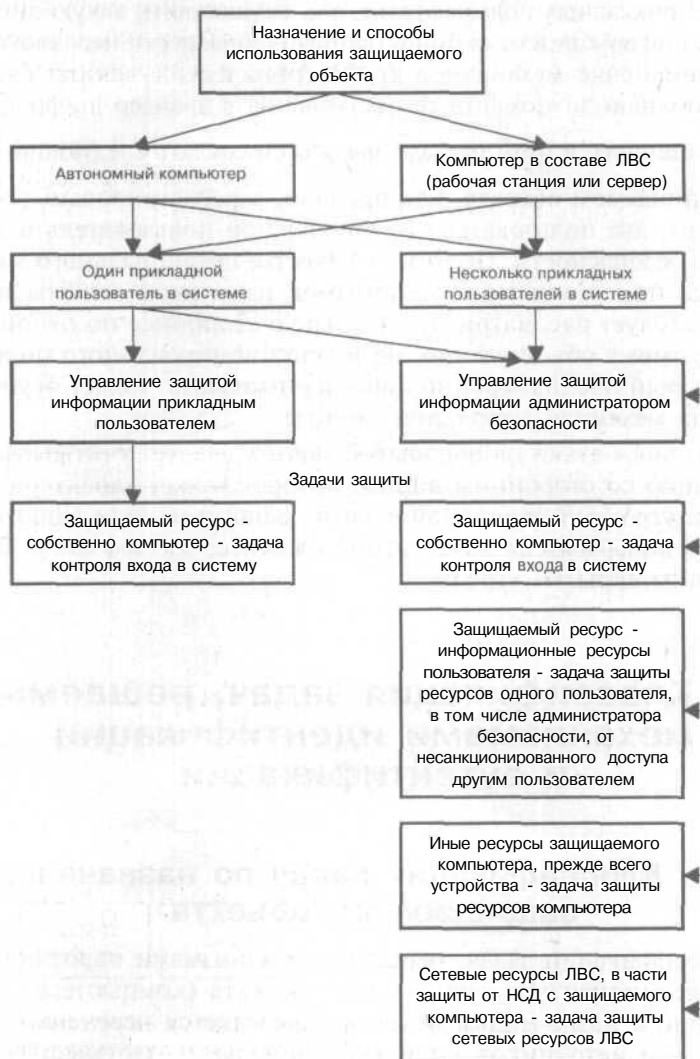 Назначение и способы
использования защищаемого
объекта
Автономный компьютер
Компьютер в составе ЛВС
(рабочая станция или сервер)
Один прикладной
пользователь в системе
Несколько прикладных
пользователей в системе
Управление защитой
информации прикладным
пользователем
Управление защитой
информации администратором
безопасности
Задачи защиты
Защищаемый ресурс -
собственно компьютер - задача
контроля входа в систему
Защищаемый ресурс -
собственно компьютер - задача
контроля входа в систему
Защищаемый ресурс -
информационные ресурсы
пользователя - задача защиты
ресурсов одного пользователя,
в том числе администратора
безопасности, от
несанкционированного доступа
другим пользователем
Иные ресурсы защищаемого
компьютера, прежде всего
устройства - задача защиты
ресурсов компьютера
Сетевые ресурсы ЛВС, в части
защиты от НСД с защищаемого
компьютера - задача защиты
сетевых ресурсов ЛВС